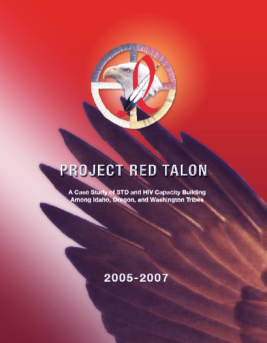 PROJECT RED TALON
A Case Study of STD and HIV Capacity Building
Among Idaho, Oregon, and Washington Tribes
2005-2007